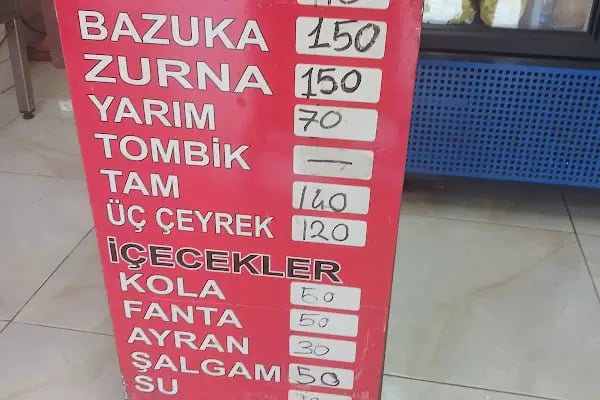 BAZUKA 150
ZURNA 150
YARIM 70
TOMBİK —
TAM 140
ÜÇ ÇEYREK 120
İÇECEKLER
KOLA 50
FANTA 50
AYRAN 30
ŞALGAM 50
SU